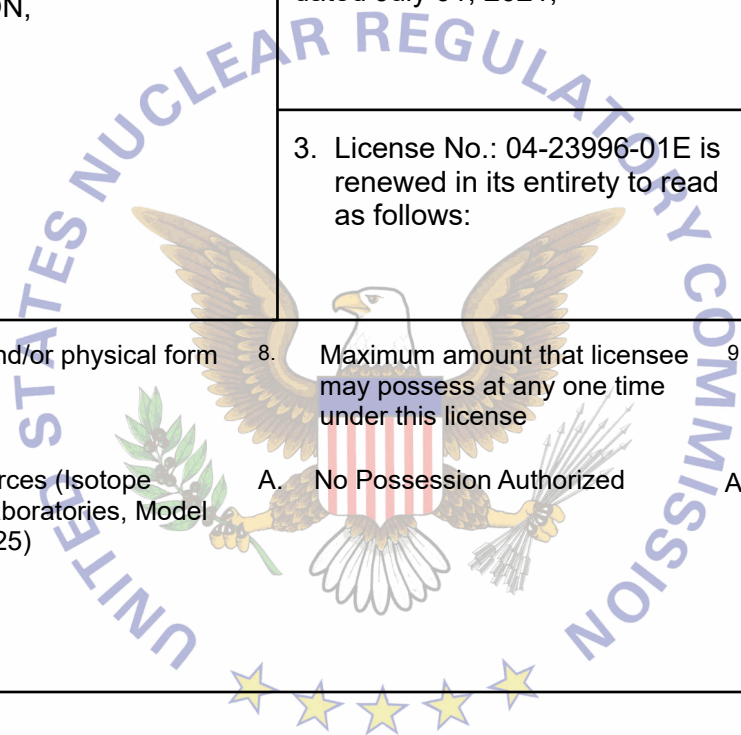 ON,
3. License No.: 04-23996-01E is
renewed in its entirety to read
as follows:
nd/or physical form
8. Maximum amount that licensee
may possess at any one time
under this license
9
rces (Isotope
boratories, Model
25)
A. No Possession Authorized
A
UNITED STATES NUCLEAR REGULATORY COMMISSION